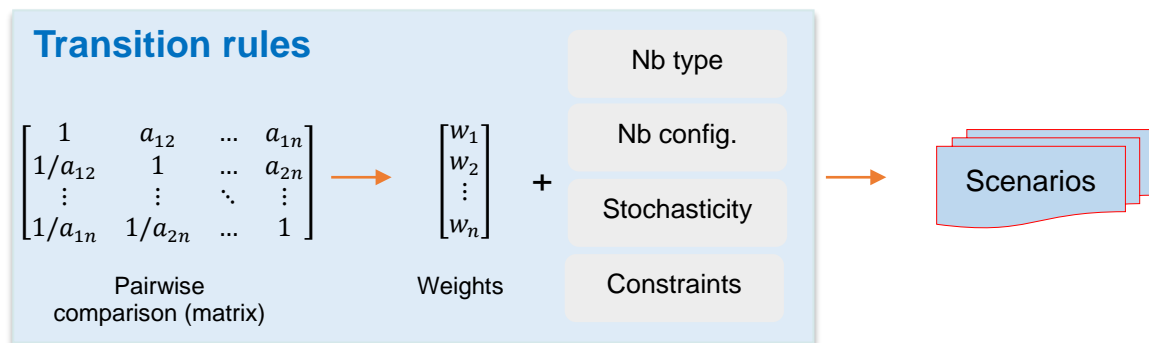 Transition rules
Nb type
Nb config.
Stochasticity
Constraints
[1 a₁₂ … a₁ₙ]
[1/a₁₂ 1 … a₂ₙ]
[⋮ ⋮ ⋱ ⋮]
[1/a₁ₙ 1/a₂ₙ … 1]
Pairwise
comparison (matrix)
[w₁]
[w₂]
[⋮]
[wₙ]
Weights
+
Scenarios